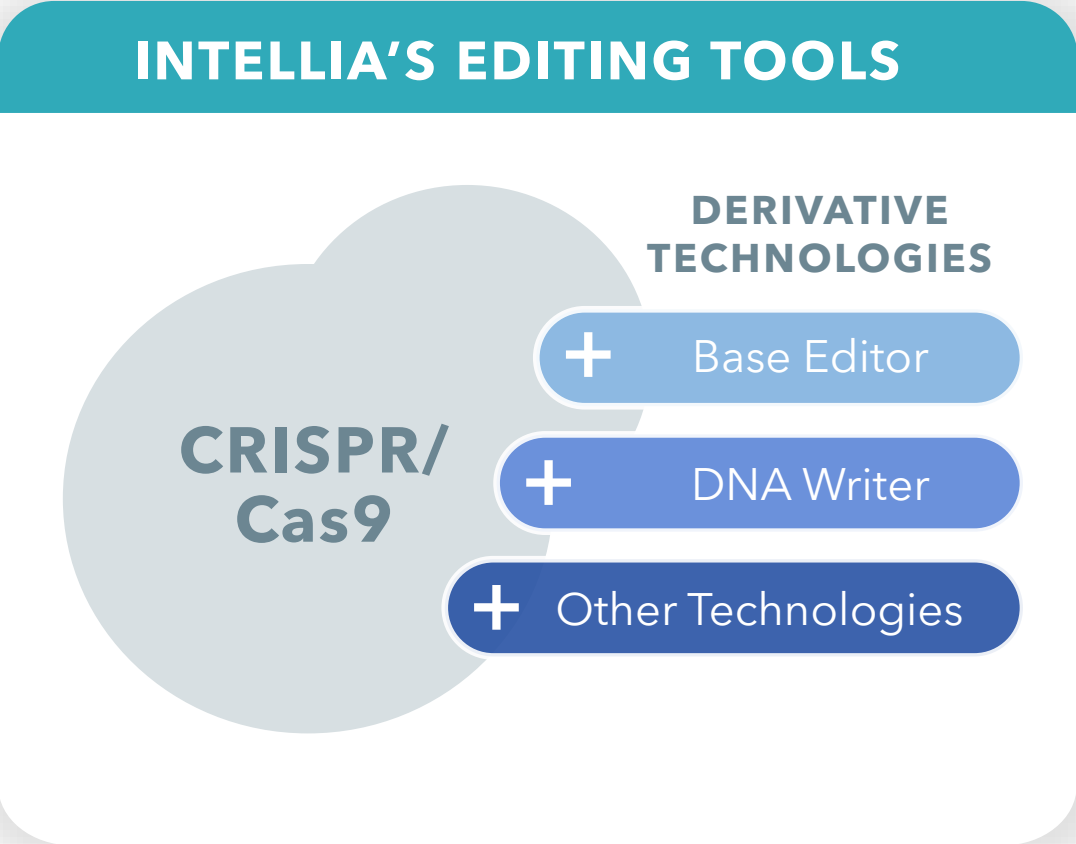 INTELLIA’S EDITING TOOLS
DERIVATIVE
TECHNOLOGIES
CRISPR/
Cas9
+ Base Editor
+ DNA Writer
+ Other Technologies